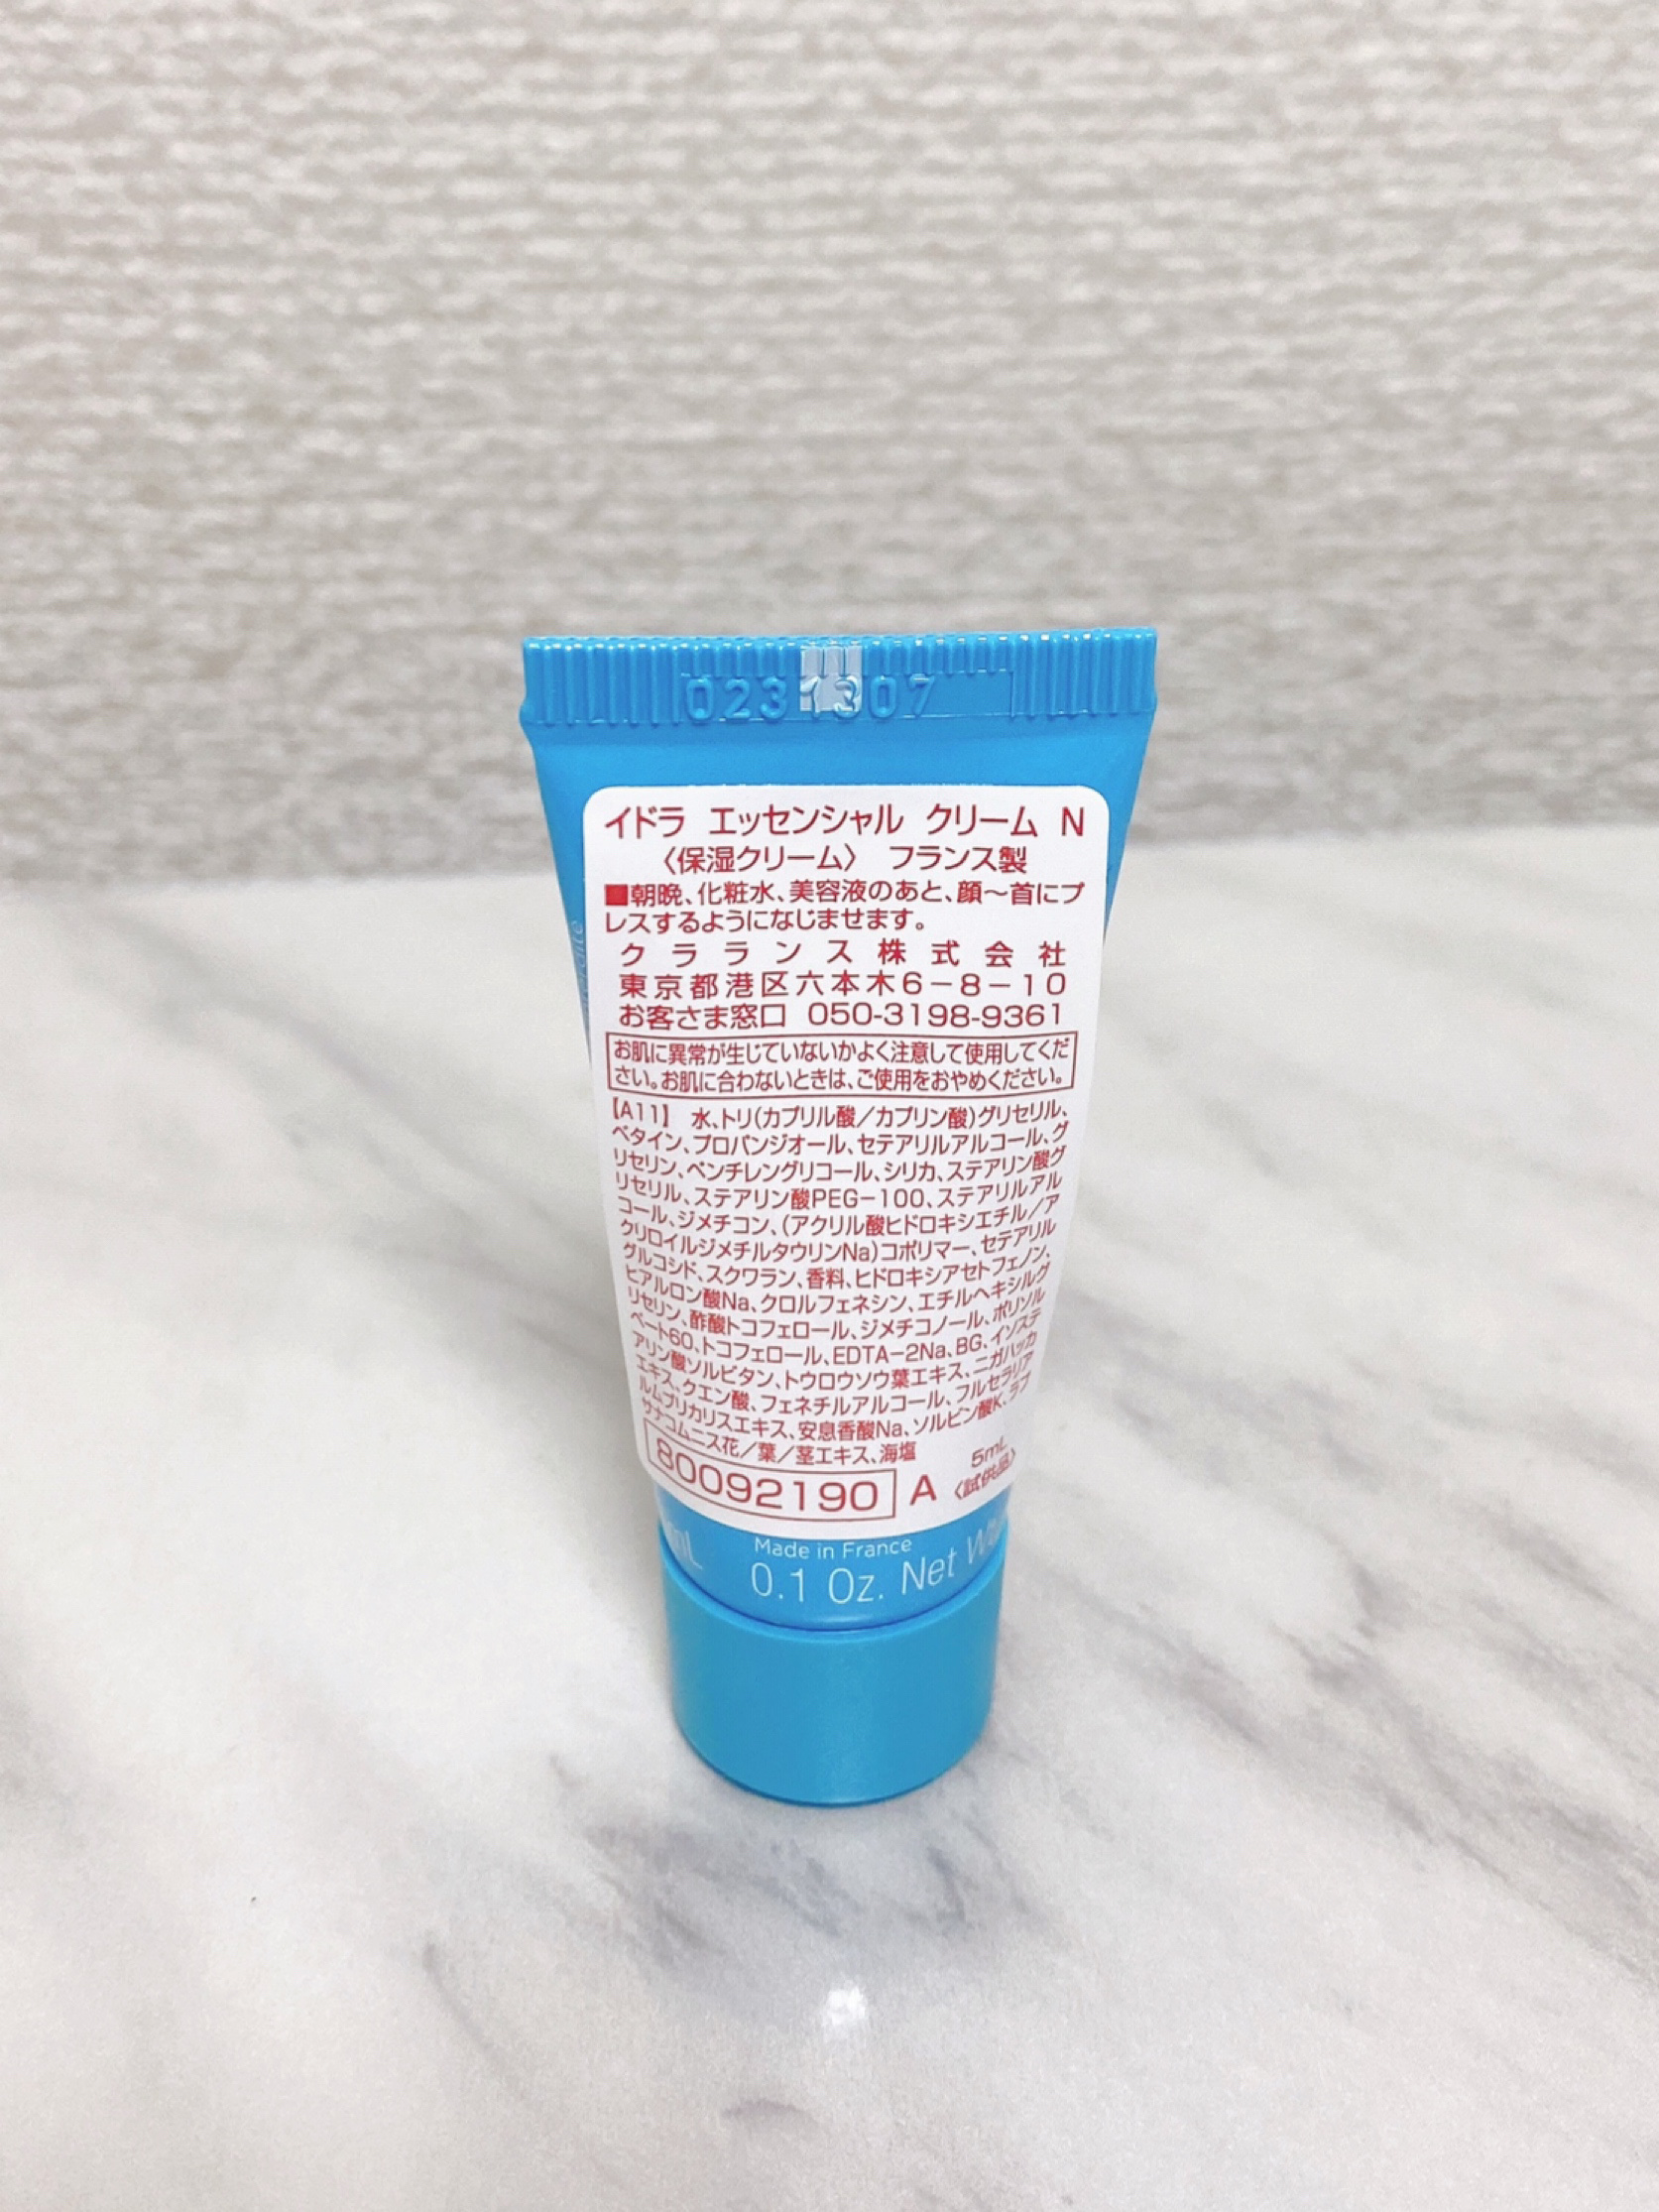 0231307
イドラ エッセンシャル クリーム N
〈保湿クリーム〉 フランス製
■朝晩、化粧水、美容液のあと、顔〜首にプ
レスするようになじませます。
クラランス株式会社
東京都港区六本木6－8－10
お客さま窓口 050-3198-9361
お肌に異常が生じていないかよく注意して使用してくだ
さい。お肌に合わないときは、ご使用をおやめください。
【A11】 水、トリ(カプリル酸／カプリン酸)グリセリル、
ベタイン、プロパンジオール、セテアリルアルコール、グ
リセリン、ペンチレングリコール、シリカ、ステアリン酸グ
リセリル、ステアリン酸PEG－100、ステアリルアル
コール、ジメチコン、(アクリル酸ヒドロキシエチル／ア
クリロイルジメチルタウリンNa)コポリマー、セテアリル
グルコシド、スクワラン、香料、ヒドロキシアセトフェノン、
ヒアルロン酸Na、クロルフェネシン、エチルヘキシルグ
リセリン、酢酸トコフェロール、ジメチコノール、ポリソル
ベート60、トコフェロール、EDTA－2Na、BG、イソステ
アリン酸ソルビタン、トウロウソウ葉エキス、ニガハッカ
エキス、クエン酸、フェネチルアルコール、フルセラリア
ルムブリカリスエキス、安息香酸Na、ソルビン酸K、ラプ
サナコムニス花／葉／茎エキス、海塩
5mL
80092190 A 〈試供品〉
Made in France
mL 0.1 Oz. Net